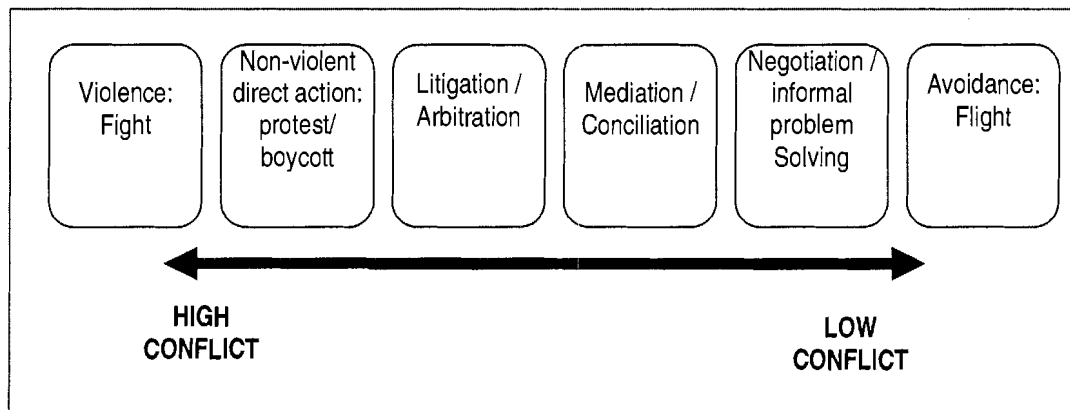 Violence:
Fight
Non-violent
direct action:
protest/
boycott
Litigation /
Arbitration
Mediation /
Conciliation
Negotiation /
informal
problem
Solving
Avoidance:
Flight
HIGH
CONFLICT
LOW
CONFLICT